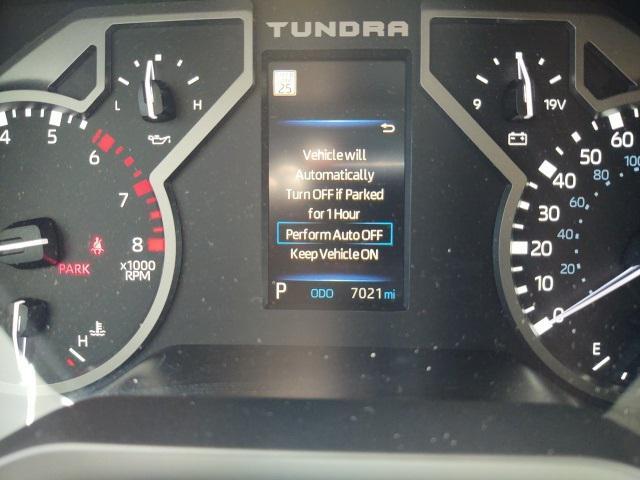 TUNDRA
L H
9 19V
25
Vehicle will
Automatically
Turn OFF if Parked
for 1 Hour
Perform Auto OFF
Keep Vehicle ON
P ODO 7021 mi
4 5 6 7 8
x1000
RPM
PARK
H
0 10 20 30 40 50 60
20 40 60 80 100
E